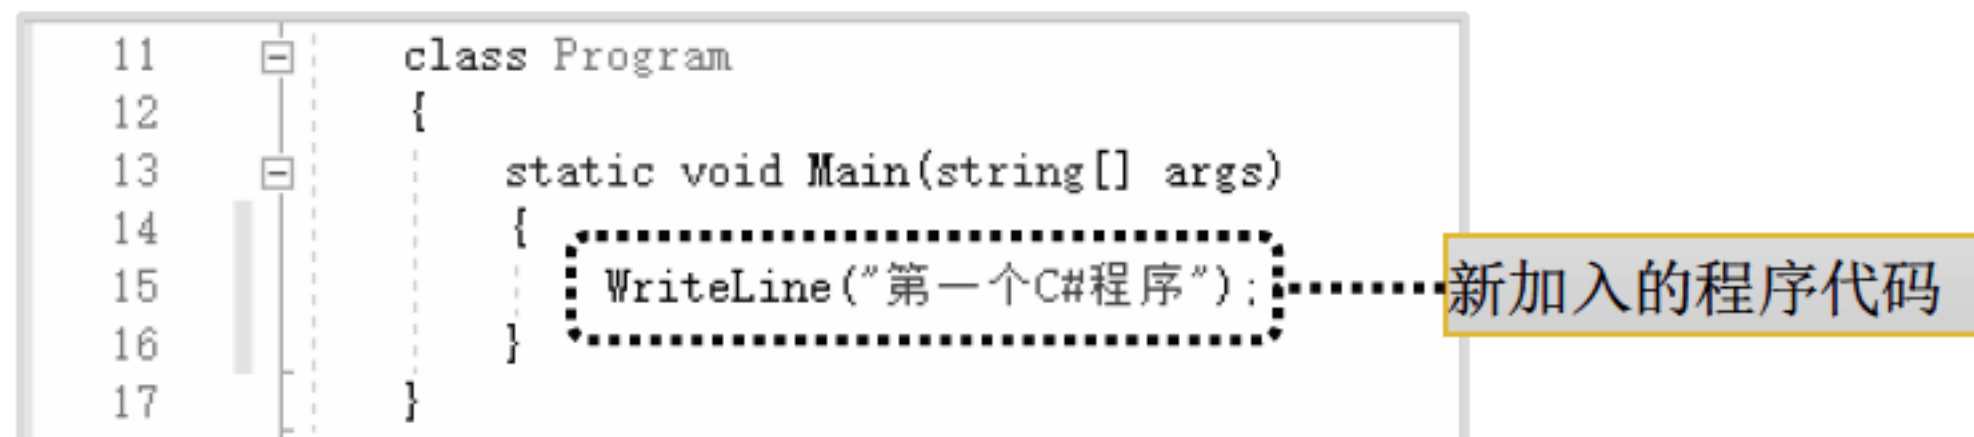 11 class Program
12 {
13 static void Main(string[] args)
14 {
15 WriteLine("第一个C#程序");
新加入的程序代码
16 }
17 }